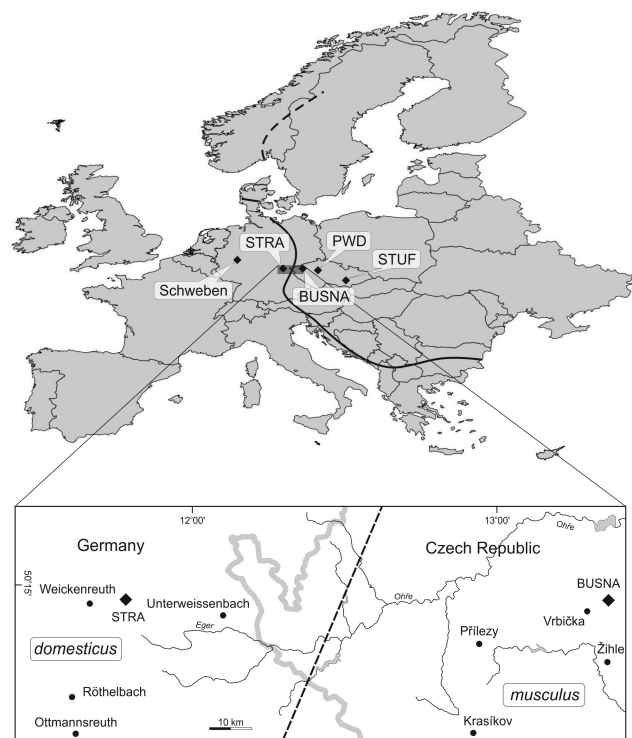 STRA
PWD
STUF
Schweben
BUSNA
12°00'
13°00'
Ohře
Germany
Czech Republic
50°15'
Weickenreuth
STRA
Unterweissenbach
Ohře
BUSNA
Vrbička
Eger
domesticus
Přílezy
Žihle
Röthelbach
musculus
Ottmannsreuth
10 km
Krasíkov